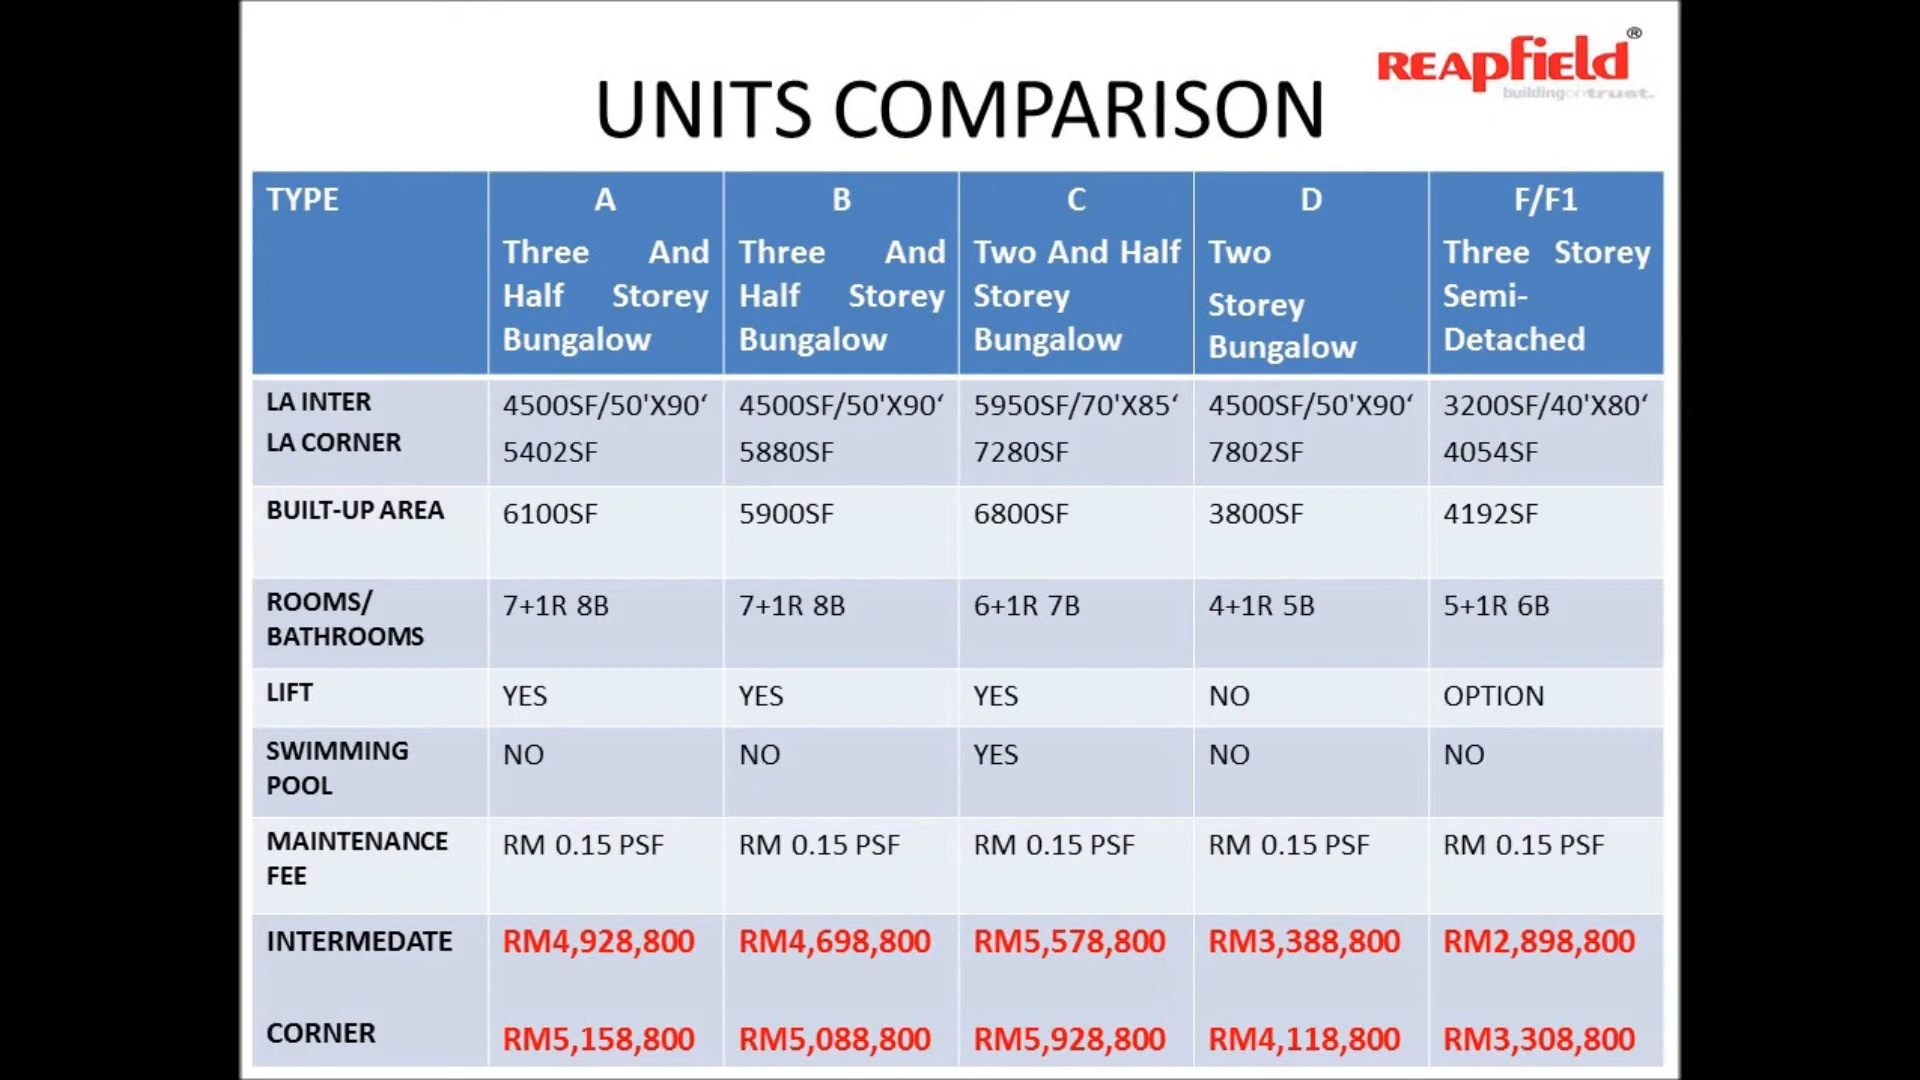 REAPfield®
buildingontrust.
UNITS COMPARISON
TYPE
A
Three And
Half Storey
Bungalow
B
Three And
Half Storey
Bungalow
C
Two And Half
Storey
Bungalow
D
Two
Storey
Bungalow
F/F1
Three Storey
Semi-
Detached
LA INTER
LA CORNER
4500SF/50'X90‘
5402SF
4500SF/50'X90‘
5880SF
5950SF/70'X85‘
7280SF
4500SF/50'X90‘
7802SF
3200SF/40'X80‘
4054SF
BUILT-UP AREA
6100SF
5900SF
6800SF
3800SF
4192SF
ROOMS/
BATHROOMS
7+1R 8B
7+1R 8B
6+1R 7B
4+1R 5B
5+1R 6B
LIFT
YES
YES
YES
NO
OPTION
SWIMMING
POOL
NO
NO
YES
NO
NO
MAINTENANCE
FEE
RM 0.15 PSF
RM 0.15 PSF
RM 0.15 PSF
RM 0.15 PSF
RM 0.15 PSF
INTERMEDATE
RM4,928,800
RM4,698,800
RM5,578,800
RM3,388,800
RM2,898,800
CORNER
RM5,158,800
RM5,088,800
RM5,928,800
RM4,118,800
RM3,308,800